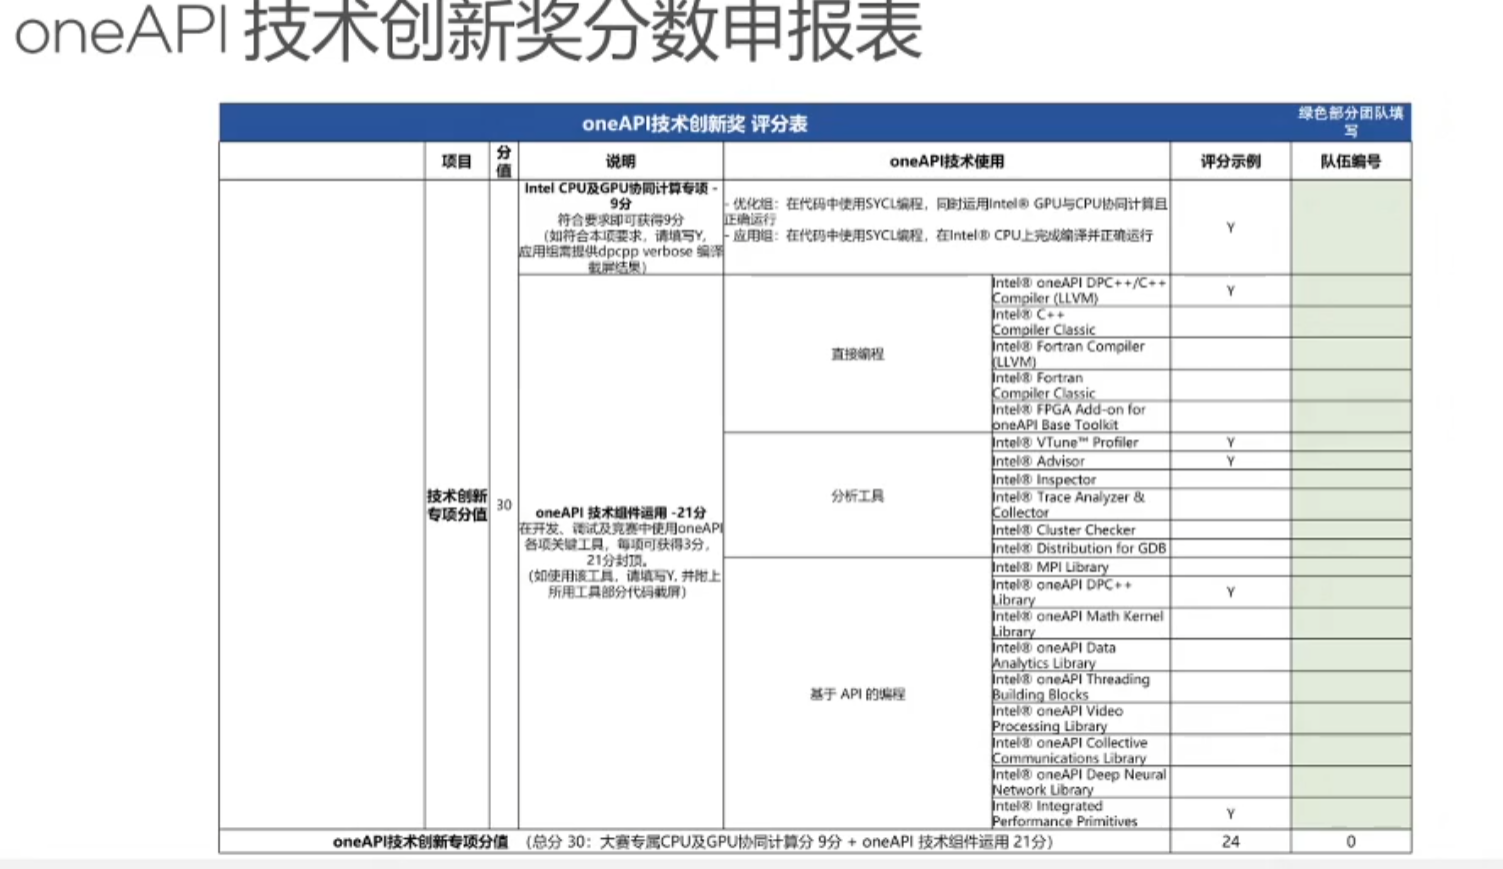 oneAPI 技术创新奖分数申报表
oneAPI技术创新奖 评分表
绿色部分团队填
写
项目
分
值
说明
oneAPI技术使用
评分示例
队伍编号
技术创新
专项分值
30
Intel CPU及GPU协同计算专项 -
9分
符合要求即可获得9分
（如符合本项要求，请填写Y,
应用组需提供dpcpp verbose 编译
截屏结果）
- 优化组：在代码中使用SYCL编程，同时运用Intel® GPU与CPU协同计算且
正确运行
- 应用组：在代码中使用SYCL编程，在Intel® CPU上完成编译并正确运行
Y
oneAPI 技术组件运用 -21分
在开发、调试及竞赛中使用oneAPI
各项关键工具，每项可获得3分，
21分封顶。
（如使用该工具，请填写Y, 并附上
所用工具部分代码截屏）
直接编程
Intel® oneAPI DPC++/C++
Compiler (LLVM)
Y
Intel® C++
Compiler Classic
Intel® Fortran Compiler
(LLVM)
Intel® Fortran
Compiler Classic
Intel® FPGA Add-on for
oneAPI Base Toolkit
分析工具
Intel® VTune™ Profiler
Y
Intel® Advisor
Y
Intel® Inspector
Intel® Trace Analyzer &
Collector
Intel® Cluster Checker
Intel® Distribution for GDB
基于 API 的编程
Intel® MPI Library
Intel® oneAPI DPC++
Library
Y
Intel® oneAPI Math Kernel
Library
Intel® oneAPI Data
Analytics Library
Intel® oneAPI Threading
Building Blocks
Intel® oneAPI Video
Processing Library
Intel® oneAPI Collective
Communications Library
Intel® oneAPI Deep Neural
Network Library
Intel® Integrated
Performance Primitives
Y
oneAPI技术创新专项分值 （总分 30：大赛专属CPU及GPU协同计算分 9分 + oneAPI 技术组件运用 21分）
24
0